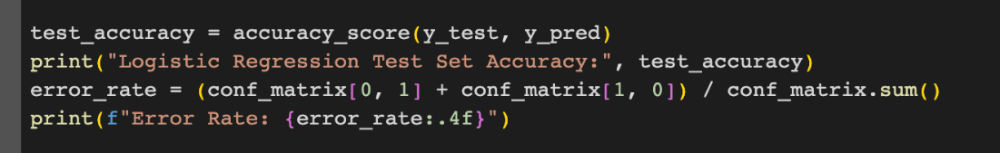 test_accuracy = accuracy_score(y_test, y_pred)
print("Logistic Regression Test Set Accuracy:", test_accuracy)
error_rate = (conf_matrix[0, 1] + conf_matrix[1, 0]) / conf_matrix.sum()
print(f"Error Rate: {error_rate:.4f}")